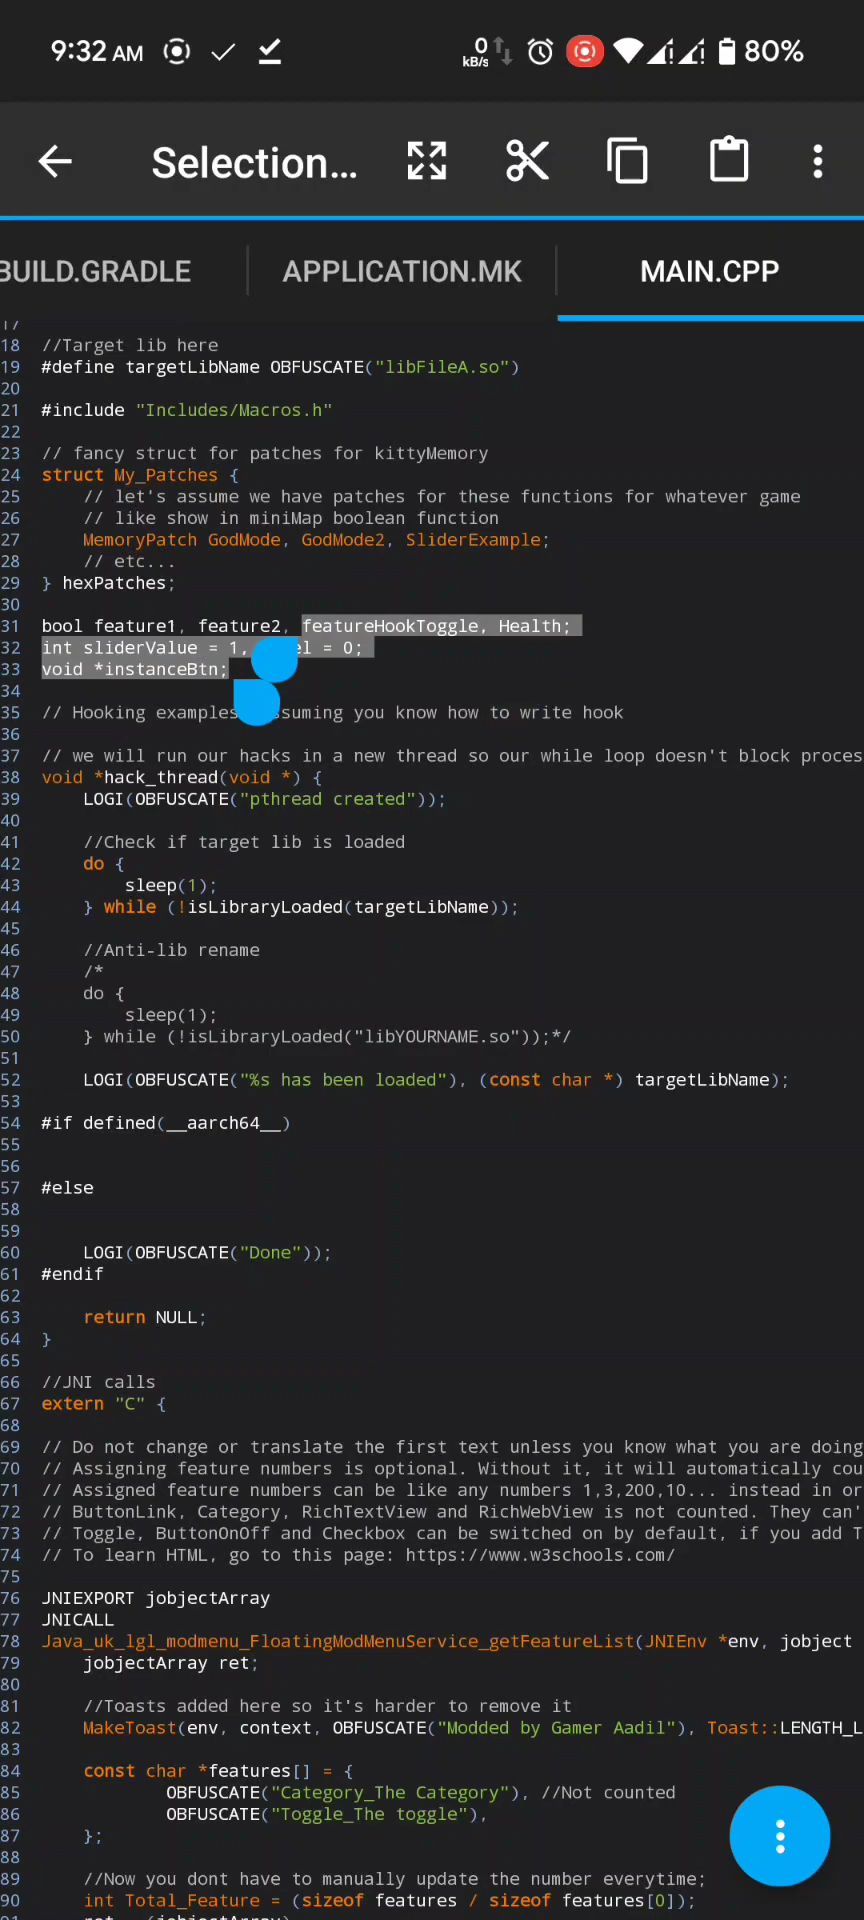 9:32 AM 0 kB/s 80%
Selection...
BUILD.GRADLE APPLICATION.MK MAIN.CPP
17
18 //Target lib here
19 #define targetLibName OBFUSCATE("libFileA.so")
20
21 #include "Includes/Macros.h"
22
23 // fancy struct for patches for kittyMemory
24 struct My_Patches {
25 // let's assume we have patches for these functions for whatever game
26 // like show in miniMap boolean function
27 MemoryPatch GodMode, GodMode2, SliderExample;
28 // etc...
29 } hexPatches;
30
31 bool feature1, feature2, featureHookToggle, Health;
32 int sliderValue = 1, el = 0;
33 void *instanceBtn;
34
35 // Hooking examples suming you know how to write hook
36
37 // we will run our hacks in a new thread so our while loop doesn't block proces
38 void *hack_thread(void *) {
39 LOGI(OBFUSCATE("pthread created"));
40
41 //Check if target lib is loaded
42 do {
43 sleep(1);
44 } while (!isLibraryLoaded(targetLibName));
45
46 //Anti-lib rename
47 /*
48 do {
49 sleep(1);
50 } while (!isLibraryLoaded("libYOURNAME.so"));*/
51
52 LOGI(OBFUSCATE("%s has been loaded"), (const char *) targetLibName);
53
54 #if defined(__aarch64__)
55
56
57 #else
58
59
60 LOGI(OBFUSCATE("Done"));
61 #endif
62
63 return NULL;
64 }
65
66 //JNI calls
67 extern "C" {
68
69 // Do not change or translate the first text unless you know what you are doing
70 // Assigning feature numbers is optional. Without it, it will automatically cou
71 // Assigned feature numbers can be like any numbers 1,3,200,10... instead in or
72 // ButtonLink, Category, RichTextView and RichWebView is not counted. They can'
73 // Toggle, ButtonOnOff and Checkbox can be switched on by default, if you add T
74 // To learn HTML, go to this page: https://www.w3schools.com/
75
76 JNIEXPORT jobjectArray
77 JNICALL
78 Java_uk_lgl_modmenu_FloatingModMenuService_getFeatureList(JNIEnv *env, jobject
79 jobjectArray ret;
80
81 //Toasts added here so it's harder to remove it
82 MakeToast(env, context, OBFUSCATE("Modded by Gamer Aadil"), Toast::LENGTH_L
83
84 const char *features[] = {
85 OBFUSCATE("Category_The Category"), //Not counted
86 OBFUSCATE("Toggle_The toggle"),
87 };
88
89 //Now you dont have to manually update the number everytime;
90 int Total_Feature = (sizeof features / sizeof features[0]);